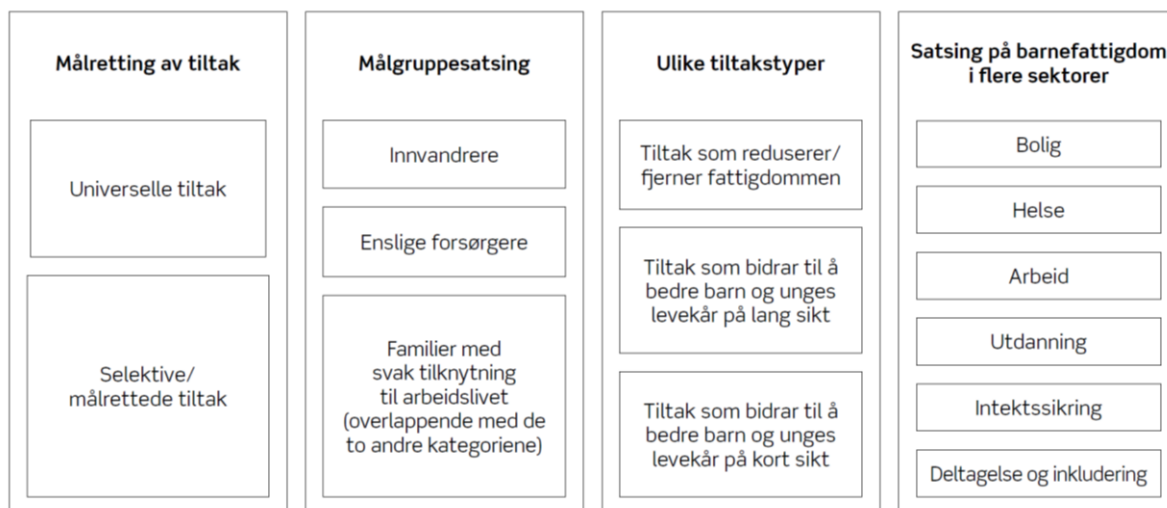 Målretting av tiltak
Universelle tiltak
Selektive/
målrettede tiltak
Målgruppesatsing
Innvandrere
Enslige forsørgere
Familier med
svak tilknytning
til arbeidslivet
(overlappende med de
to andre kategoriene)
Ulike tiltakstyper
Tiltak som reduserer/
fjerner fattigdommen
Tiltak som bidrar til å
bedre barn og unges
levekår på lang sikt
Tiltak som bidrar til å
bedre barn og unges
levekår på kort sikt
Satsing på barnefattigdom
i flere sektorer
Bolig
Helse
Arbeid
Utdanning
Intektssikring
Deltagelse og inkludering